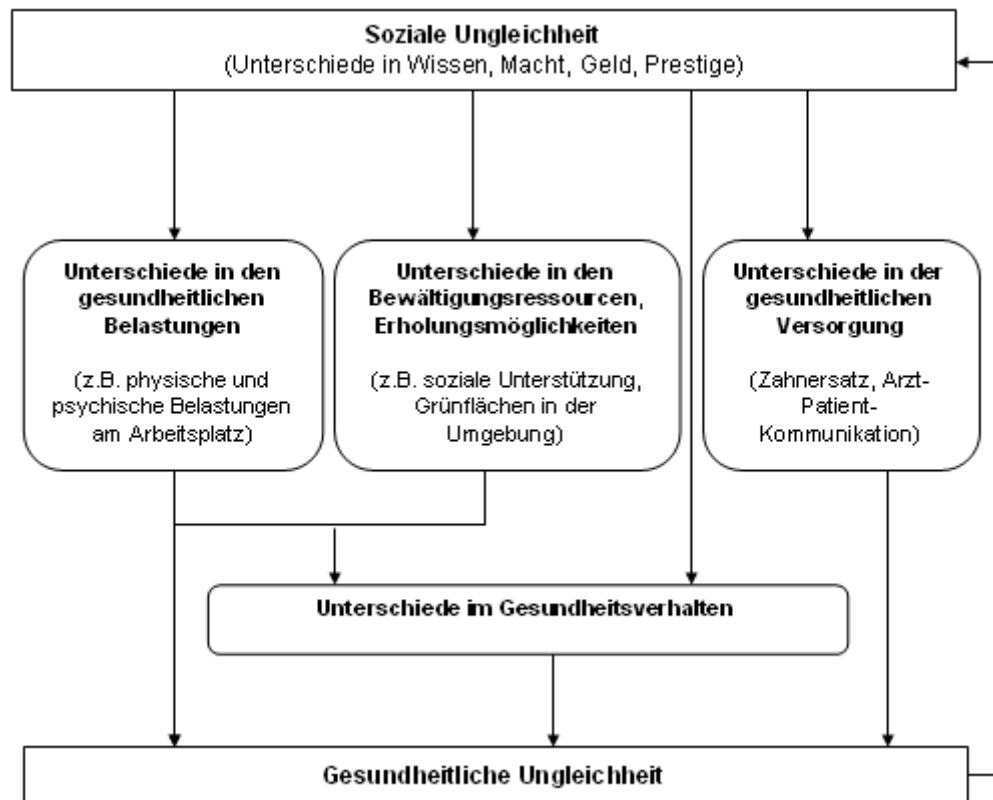 Soziale Ungleichheit
(Unterschiede in Wissen, Macht, Geld, Prestige)
Unterschiede in den
gesundheitlichen
Belastungen
(z.B. physische und
psychische Belastungen
am Arbeitsplatz)
Unterschiede in den
Bewältigungsressourcen,
Erholungsmöglichkeiten
(z.B. soziale Unterstützung,
Grünflächen in der
Umgebung)
Unterschiede in der
gesundheitlichen
Versorgung
(Zahnersatz, Arzt-
Patient-
Kommunikation)
Unterschiede im Gesundheitsverhalten
Gesundheitliche Ungleichheit